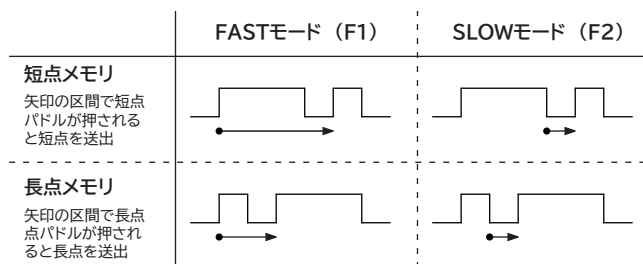 FASTモード（F1）
SLOWモード（F2）
短点メモリ
矢印の区間で短点
パドルが押される
と短点を送出
長点メモリ
矢印の区間で長点
点パドルが押され
ると長点を送出